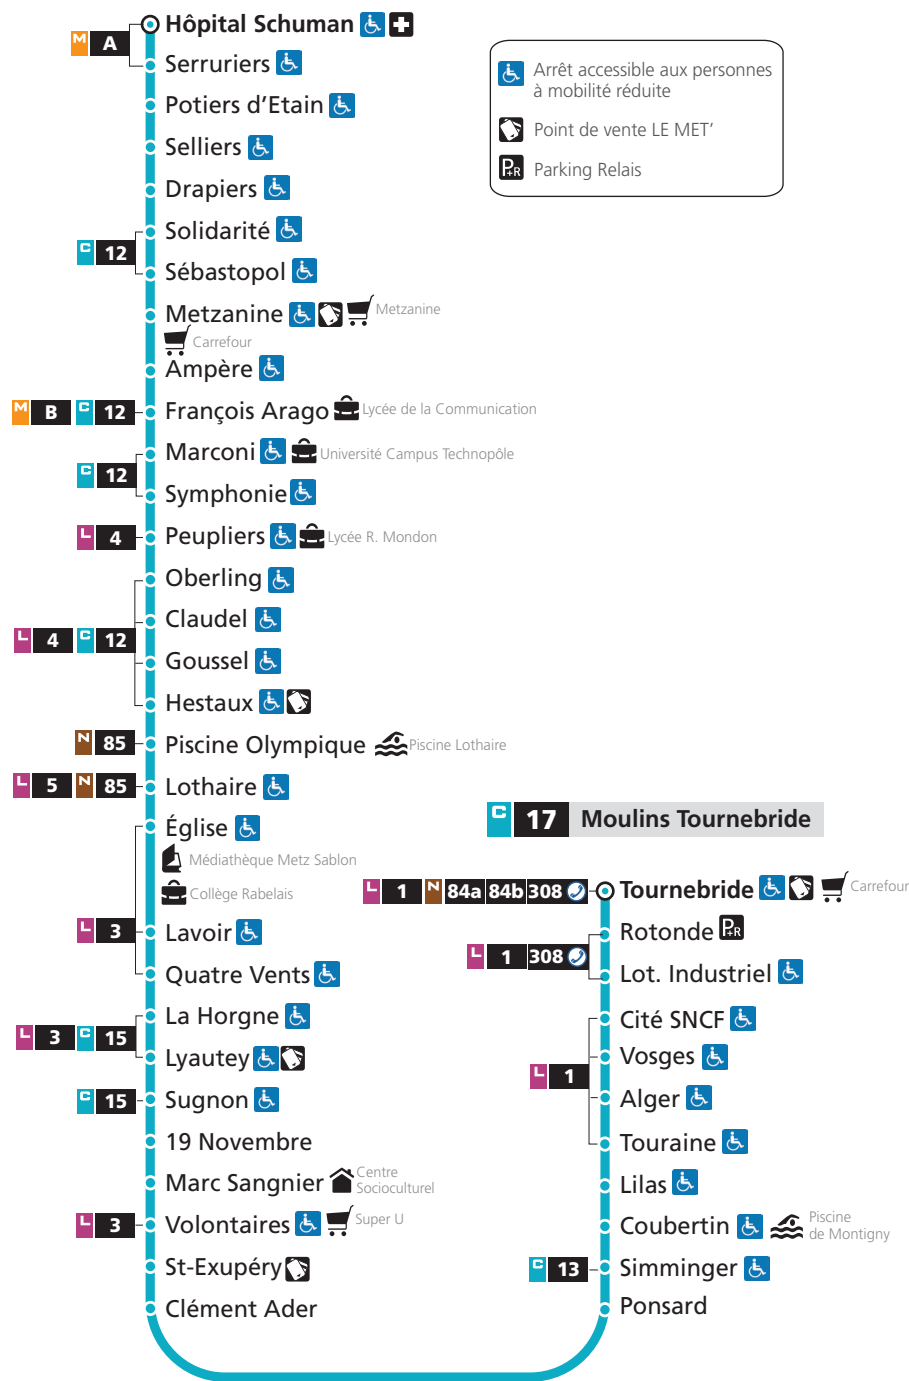 Hôpital Schuman
M A
Serruriers
Potiers d’Etain
Selliers
Drapiers
Solidarité
C 12
Sébastopol
Metzanine Metzanine
Carrefour
Ampère
M B C 12 François Arago Lycée de la Communication
Marconi Université Campus Technopôle
C 12
Symphonie
L 4 Peupliers Lycée R. Mondon
Oberling
Claudel
L 4 C 12
Goussel
Hestaux
N 85 Piscine Olympique Piscine Lothaire
L 5 N 85 Lothaire
Église
Médiathèque Metz Sablon
Collège Rabelais
L 3 Lavoir
Quatre Vents
La Horgne
L 3 C 15
Lyautey
C 15 Sugnon
19 Novembre
Marc Sangnier Centre
Socioculturel
L 3 Volontaires Super U
St-Exupéry
Clément Ader
Arrêt accessible aux personnes
à mobilité réduite
Point de vente LE MET’
P+R Parking Relais
C 17 Moulins Tournebride
L 1 N 84a 84b 308 Tournebride Carrefour
Rotonde P+R
L 1 308
Lot. Industriel
Cité SNCF
Vosges
L 1
Alger
Touraine
Lilas
Coubertin Piscine
de Montigny
C 13 Simminger
Ponsard